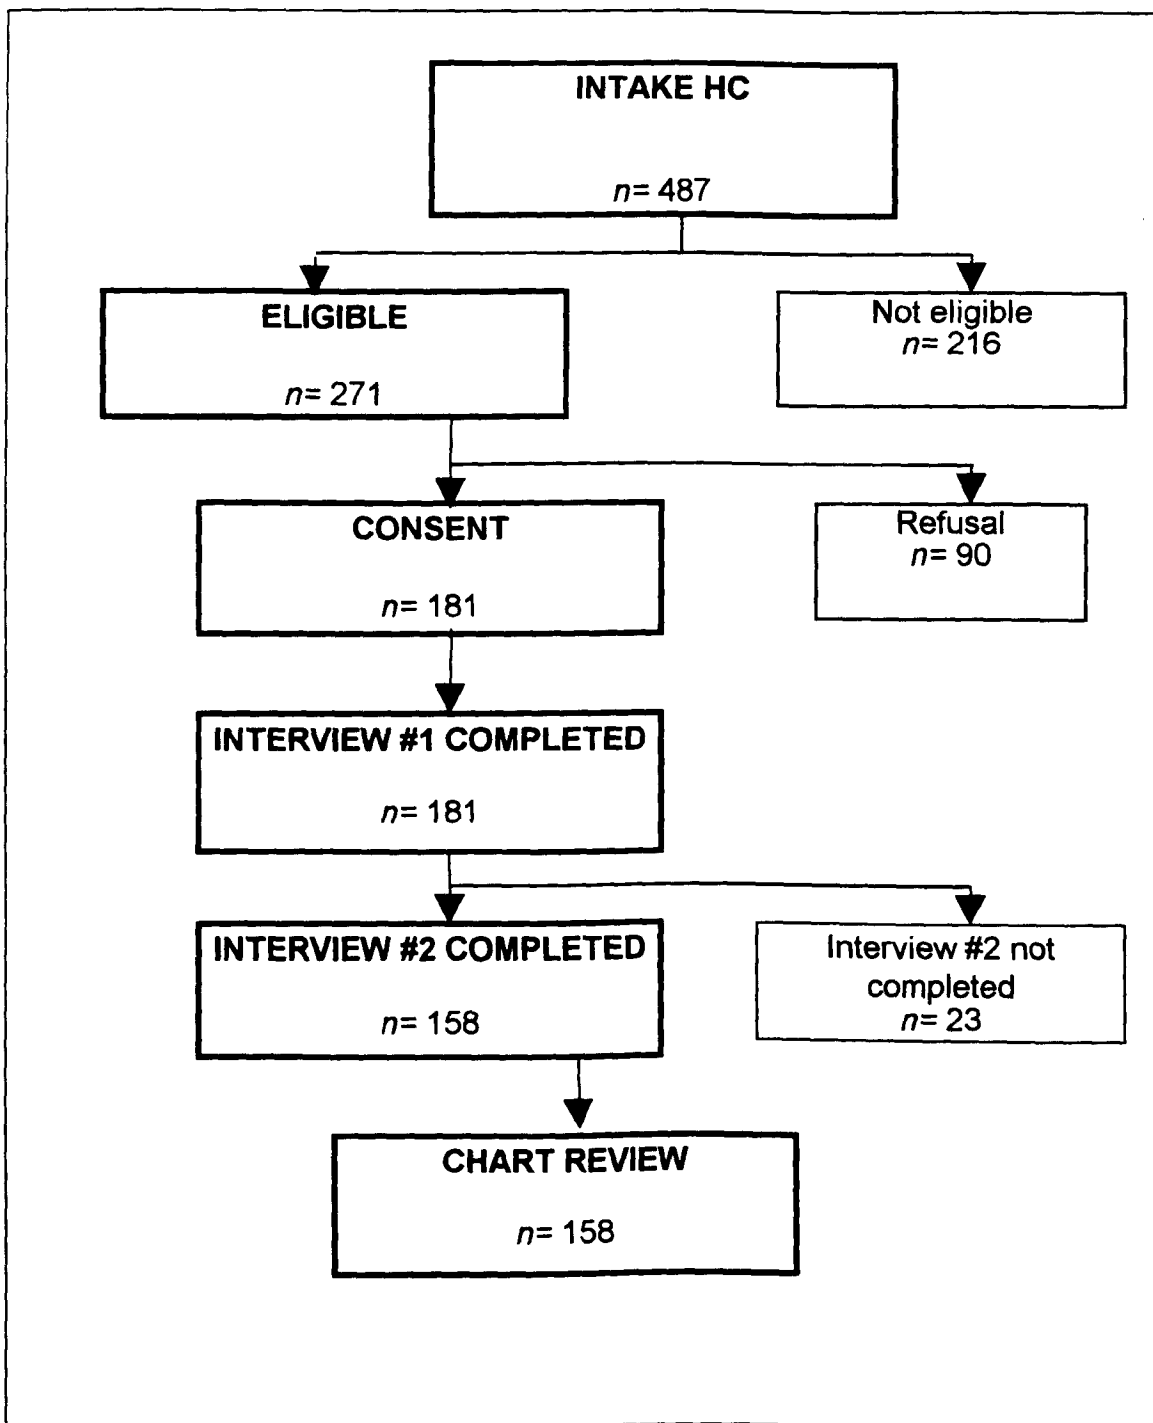 INTAKE HC
n= 487
ELIGIBLE
n= 271
Not eligible
n= 216
CONSENT
n= 181
Refusal
n= 90
INTERVIEW #1 COMPLETED
n= 181
INTERVIEW #2 COMPLETED
n= 158
Interview #2 not
completed
n= 23
CHART REVIEW
n= 158